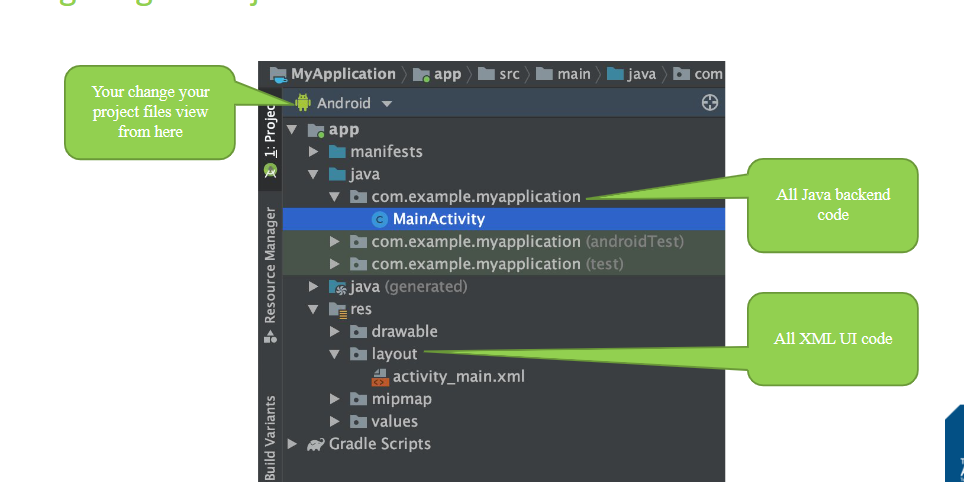 MyApplication app src main java com
Your change your
project files view
from here
Android
1: Projec
app
manifests
java
com.example.myapplication
All Java backend
code
MainActivity
com.example.myapplication (androidTest)
com.example.myapplication (test)
Resource Manager
java (generated)
res
drawable
All XML UI code
layout
activity_main.xml
mipmap
values
Build Variants
Gradle Scripts